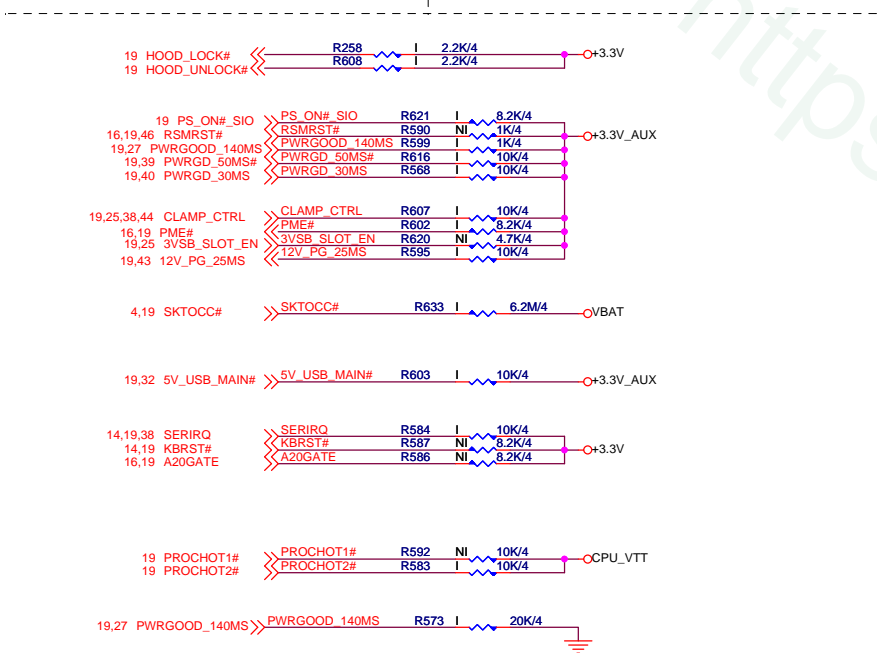 19 HOOD_LOCK# R258 I 2.2K/4 +3.3V
19 HOOD_UNLOCK# R608 I 2.2K/4
19 PS_ON#_SIO PS_ON#_SIO R621 I 8.2K/4
16,19,46 RSMRST# RSMRST# R590 NI 1K/4 +3.3V_AUX
19,27 PWRGOOD_140MS PWRGOOD_140MS R599 I 1K/4
19,39 PWRGD_50MS# PWRGD_50MS# R616 I 10K/4
19,40 PWRGD_30MS PWRGD_30MS R568 I 10K/4
19,25,38,44 CLAMP_CTRL CLAMP_CTRL R607 I 10K/4
16,19 PME# PME# R602 I 8.2K/4
19,25 3VSB_SLOT_EN 3VSB_SLOT_EN R620 NI 4.7K/4
19,43 12V_PG_25MS 12V_PG_25MS R595 I 10K/4
4,19 SKTOCC# SKTOCC# R633 I 6.2M/4 VBAT
19,32 5V_USB_MAIN# 5V_USB_MAIN# R603 I 10K/4 +3.3V_AUX
14,19,38 SERIRQ SERIRQ R584 I 10K/4
14,19 KBRST# KBRST# R587 NI 8.2K/4 +3.3V
16,19 A20GATE A20GATE R586 NI 8.2K/4
19 PROCHOT1# PROCHOT1# R592 NI 10K/4 CPU_VTT
19 PROCHOT2# PROCHOT2# R583 I 10K/4
19,27 PWRGOOD_140MS PWRGOOD_140MS R573 I 20K/4